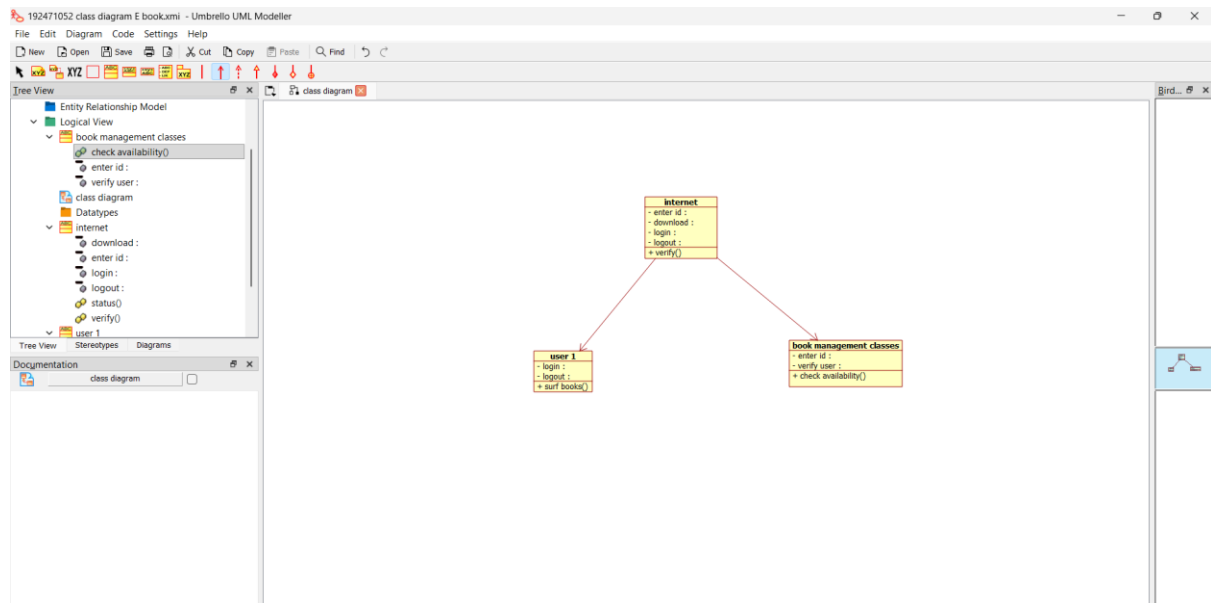 192471052 class diagram E book.xmi - Umbrello UML Modeller
File Edit Diagram Code Settings Help
New Open Save Cut Copy Paste Find
XYZ
Tree View
Entity Relationship Model
Logical View
book management classes
check availability()
enter id :
verify user :
class diagram
Datatypes
internet
download :
enter id :
login :
logout :
status()
verify()
user 1
Tree View Stereotypes Diagrams
Documentation
class diagram
class diagram
internet
- enter id :
- download :
- login :
- logout :
+ verify()
user 1
- login :
- logout :
+ surf books()
book management classes
- enter id :
- verify user :
+ check availability()
Bird...